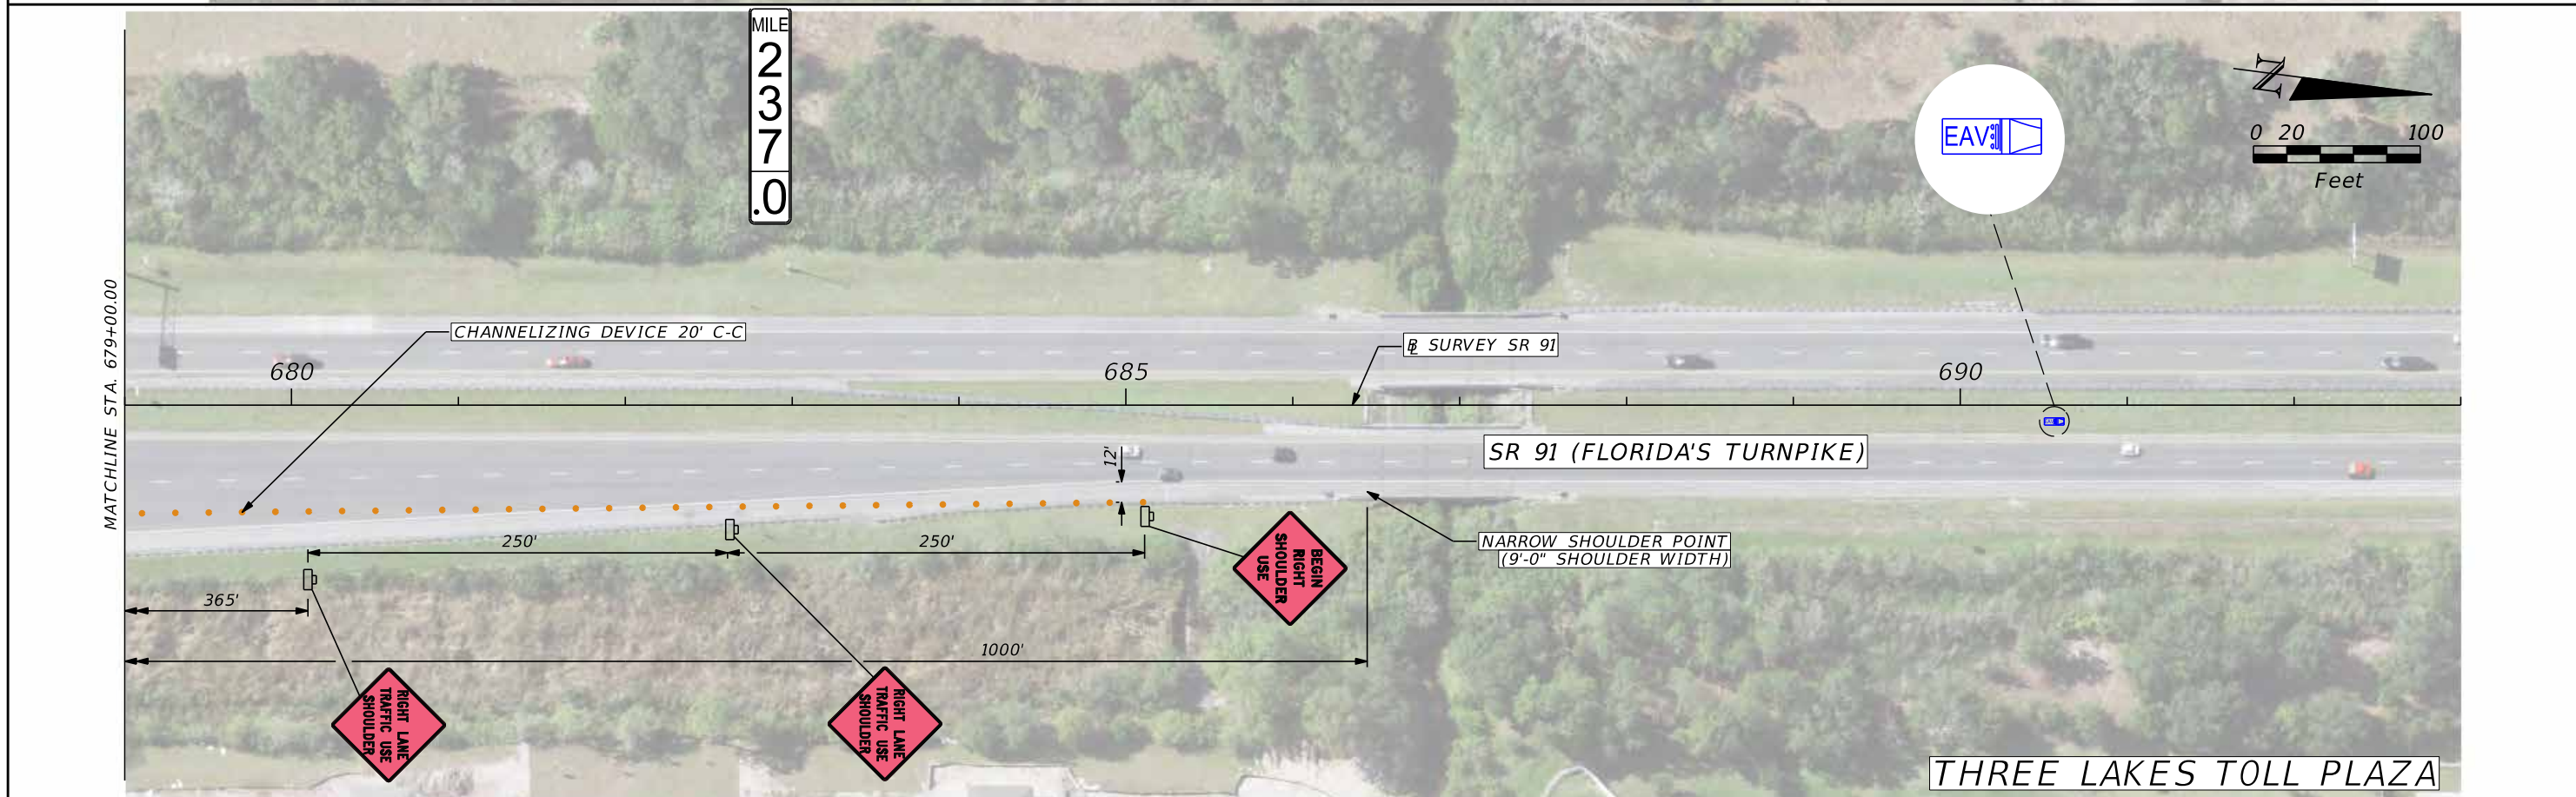 MILE
2
3
7
.0
EAV
N
0 20 100
Feet
MATCHLINE STA. 679+00.00
CHANNELIZING DEVICE 20' C-C
BL SURVEY SR 91
680
685
690
12'
SR 91 (FLORIDA'S TURNPIKE)
NARROW SHOULDER POINT
(9'-0" SHOULDER WIDTH)
250'
250'
BEGIN
RIGHT
SHOULDER
USE
365'
1000'
RIGHT LANE
TRAFFIC USE
SHOULDER
RIGHT LANE
TRAFFIC USE
SHOULDER
THREE LAKES TOLL PLAZA